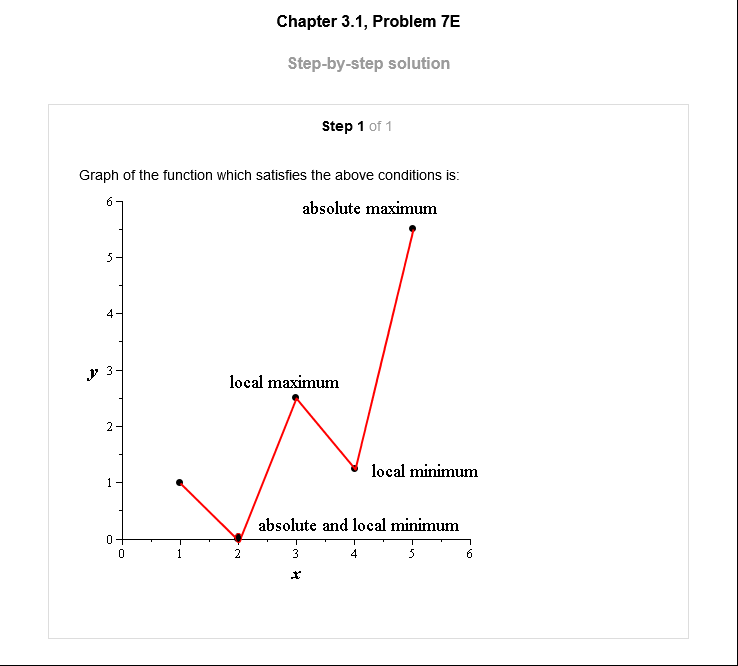 Chapter 3.1, Problem 7E
Step-by-step solution
Step 1 of 1
Graph of the function which satisfies the above conditions is:
6
absolute maximum
5
4
y
3
local maximum
2
local minimum
1
absolute and local minimum
0
0 1 2 3 4 5 6
x